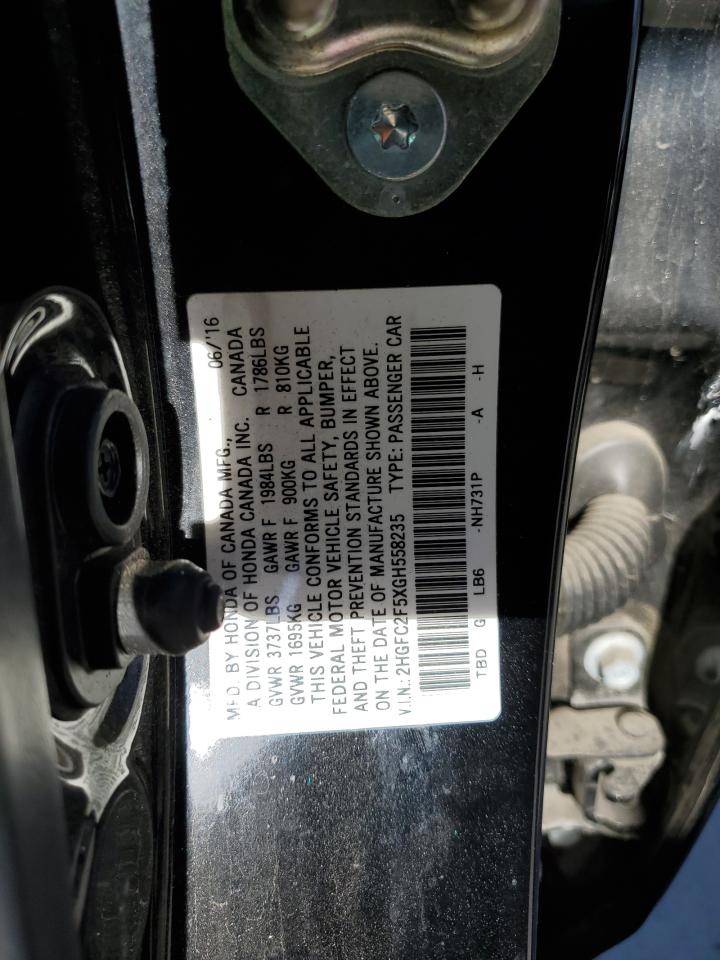 MFD. BY HONDA OF CANADA MFG., 06/'16
A DIVISION OF HONDA CANADA INC. CANADA
GVWR 3737LBS GAWR F 1984LBS R 1786LBS
GVWR 1695KG GAWR F 900KG R 810KG
THIS VEHICLE CONFORMS TO ALL APPLICABLE
FEDERAL MOTOR VEHICLE SAFETY, BUMPER,
AND THEFT PREVENTION STANDARDS IN EFFECT
ON THE DATE OF MANUFACTURE SHOWN ABOVE.
V.I.N.:2HGFC2F5XGH558235 TYPE: PASSENGER CAR
TBD G LB6 -NH731P -A -H